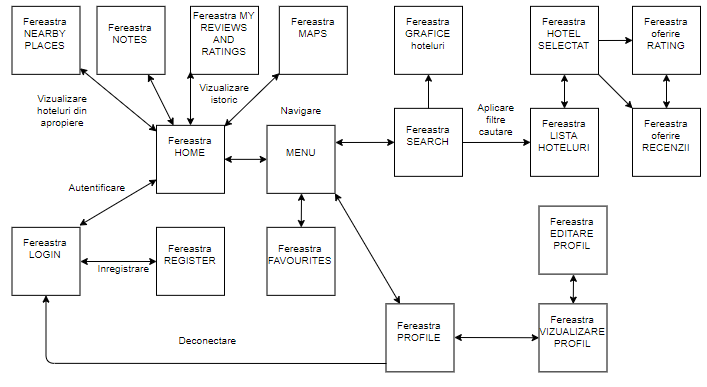 Fereastra
NEARBY
PLACES
Fereastra
NOTES
Fereastra MY
REVIEWS
AND
RATINGS
Fereastra
MAPS
Fereastra
GRAFICE
hoteluri
Fereastra
HOTEL
SELECTAT
Fereastra
oferire
RATING
Vizualizare
hoteluri din
apropiere
Vizualizare
istoric
Navigare
Aplicare
filtre
cautare
Fereastra
HOME
MENU
Fereastra
SEARCH
Fereastra
LISTA
HOTELURI
Fereastra
oferire
RECENZII
Autentificare
Fereastra
LOGIN
Inregistrare
Fereastra
REGISTER
Fereastra
FAVOURITES
Fereastra
EDITARE
PROFIL
Deconectare
Fereastra
PROFILE
Fereastra
VIZUALIZARE
PROFIL